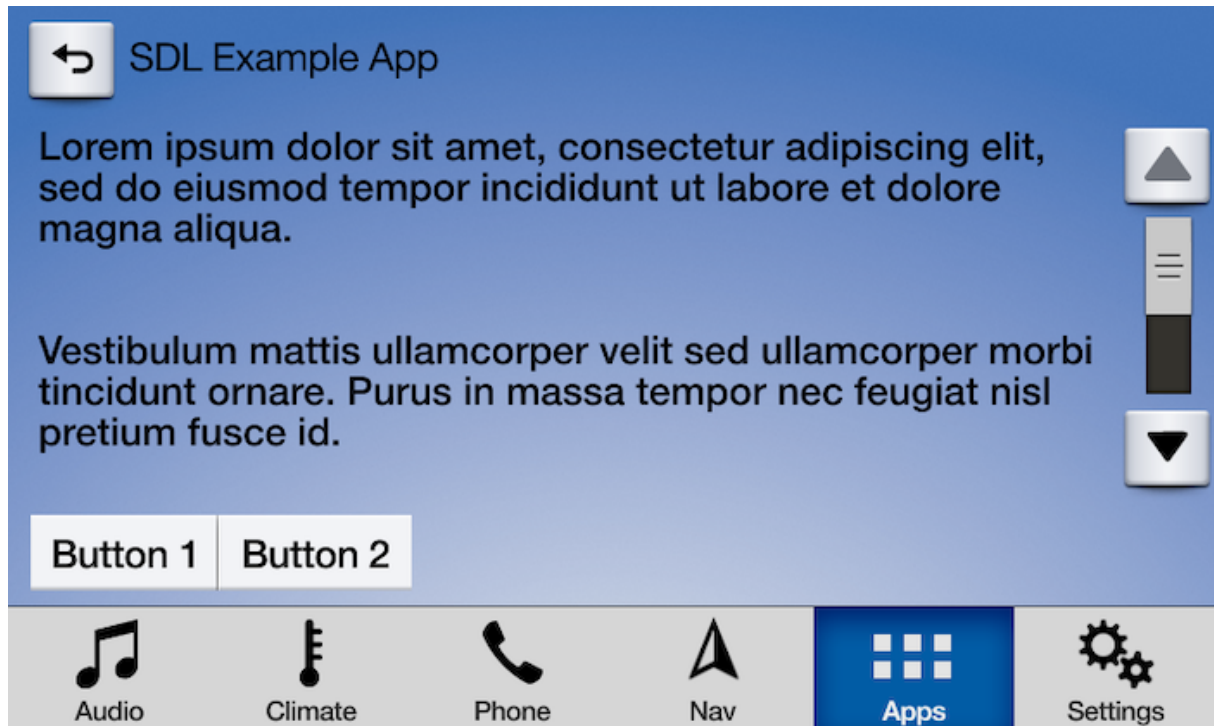 SDL Example App
Lorem ipsum dolor sit amet, consectetur adipiscing elit,
sed do eiusmod tempor incididunt ut labore et dolore
magna aliqua.
Vestibulum mattis ullamcorper velit sed ullamcorper morbi
tincidunt ornare. Purus in massa tempor nec feugiat nisl
pretium fusce id.
Button 1 Button 2
Audio Climate Phone Nav Apps Settings